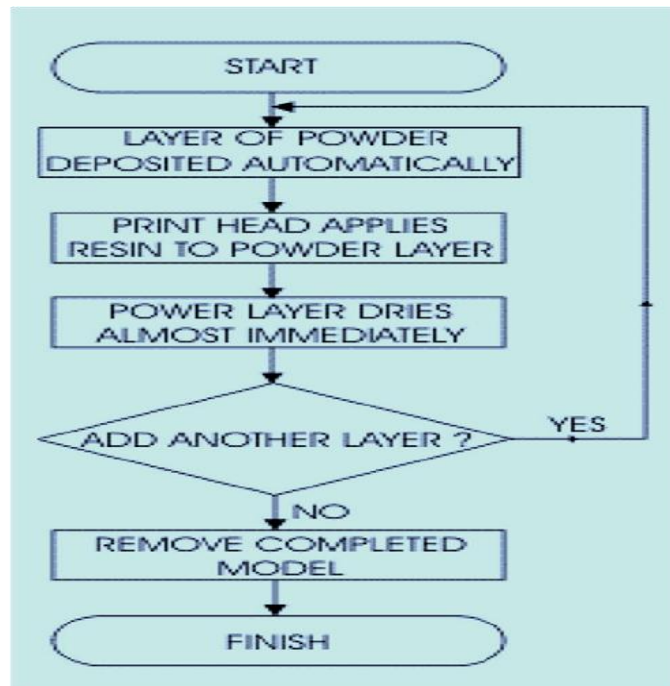 START
LAYER OF POWDER
DEPOSITED AUTOMATICALLY
PRINT HEAD APPLIES
RESIN TO POWDER LAYER
POWER LAYER DRIES
ALMOST IMMEDIATELY
ADD ANOTHER LAYER ?
YES
NO
REMOVE COMPLETED
MODEL
FINISH